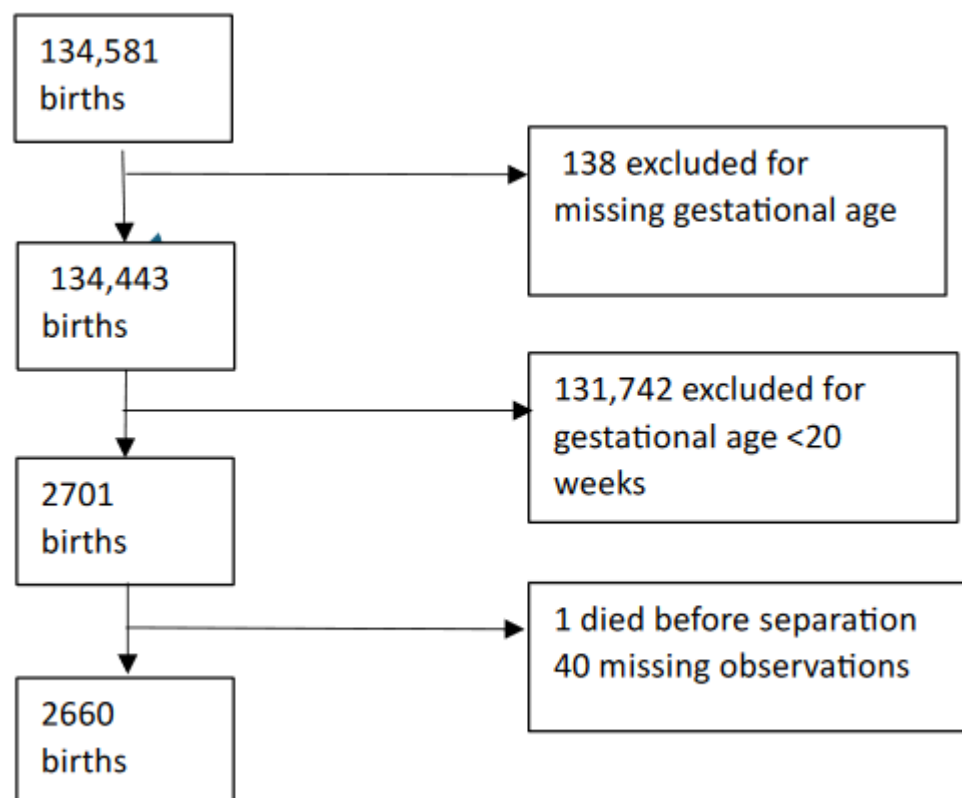 134,581
births
138 excluded for
missing gestational age
134,443
births
131,742 excluded for
gestational age <20
weeks
2701
births
1 died before separation
40 missing observations
2660
births